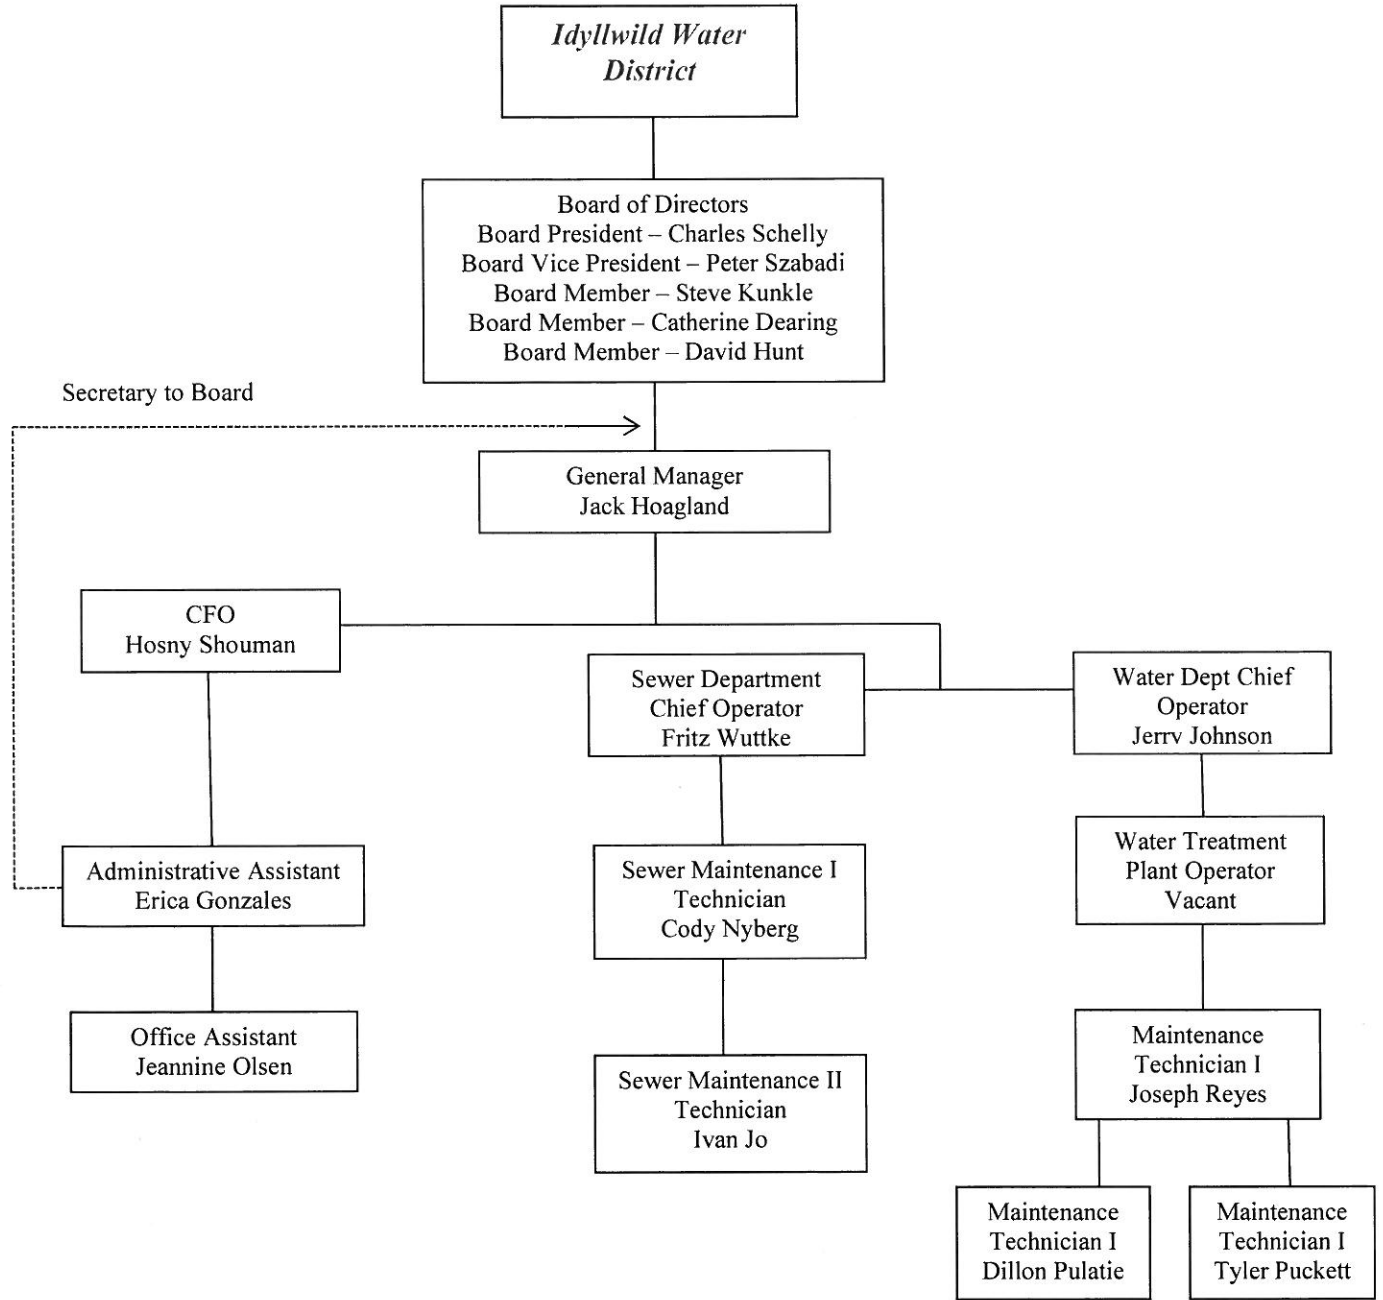 Idyllwild Water
District
Board of Directors
Board President – Charles Schelly
Board Vice President – Peter Szabadi
Board Member – Steve Kunkle
Board Member – Catherine Dearing
Board Member – David Hunt
Secretary to Board
General Manager
Jack Hoagland
CFO
Hosny Shouman
Sewer Department
Chief Operator
Fritz Wuttke
Water Dept Chief
Operator
Jerry Johnson
Administrative Assistant
Erica Gonzales
Sewer Maintenance I
Technician
Cody Nyberg
Water Treatment
Plant Operator
Vacant
Office Assistant
Jeannine Olsen
Sewer Maintenance II
Technician
Ivan Jo
Maintenance
Technician I
Joseph Reyes
Maintenance
Technician I
Dillon Pulatie
Maintenance
Technician I
Tyler Puckett